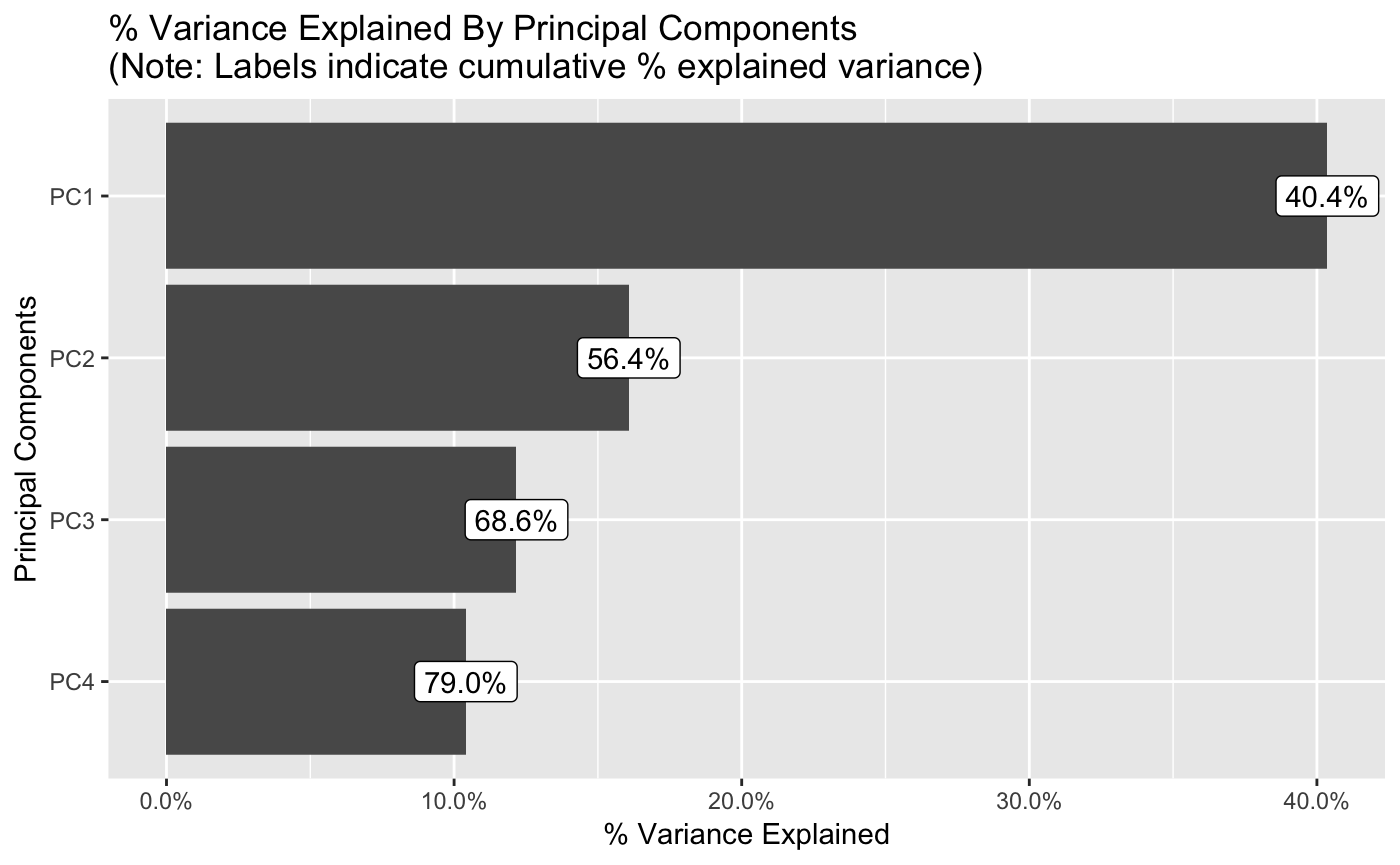 % Variance Explained By Principal Components
(Note: Labels indicate cumulative % explained variance)
Principal Components
PC1
40.4%
PC2
56.4%
PC3
68.6%
PC4
79.0%
0.0% 10.0% 20.0% 30.0% 40.0%
% Variance Explained